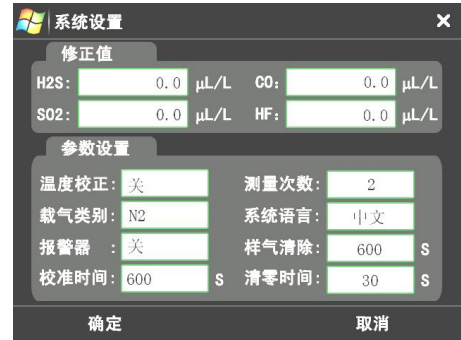 系统设置
修正值
H2S: 0.0 μL/L CO: 0.0 μL/L
SO2: 0.0 μL/L HF: 0.0 μL/L
参数设置
温度校正: 关 测量次数: 2
载气类别: N2 系统语言: 中文
报警器 : 关 样气清除: 600 S
校准时间: 600 S 清零时间: 30 S
确定 取消